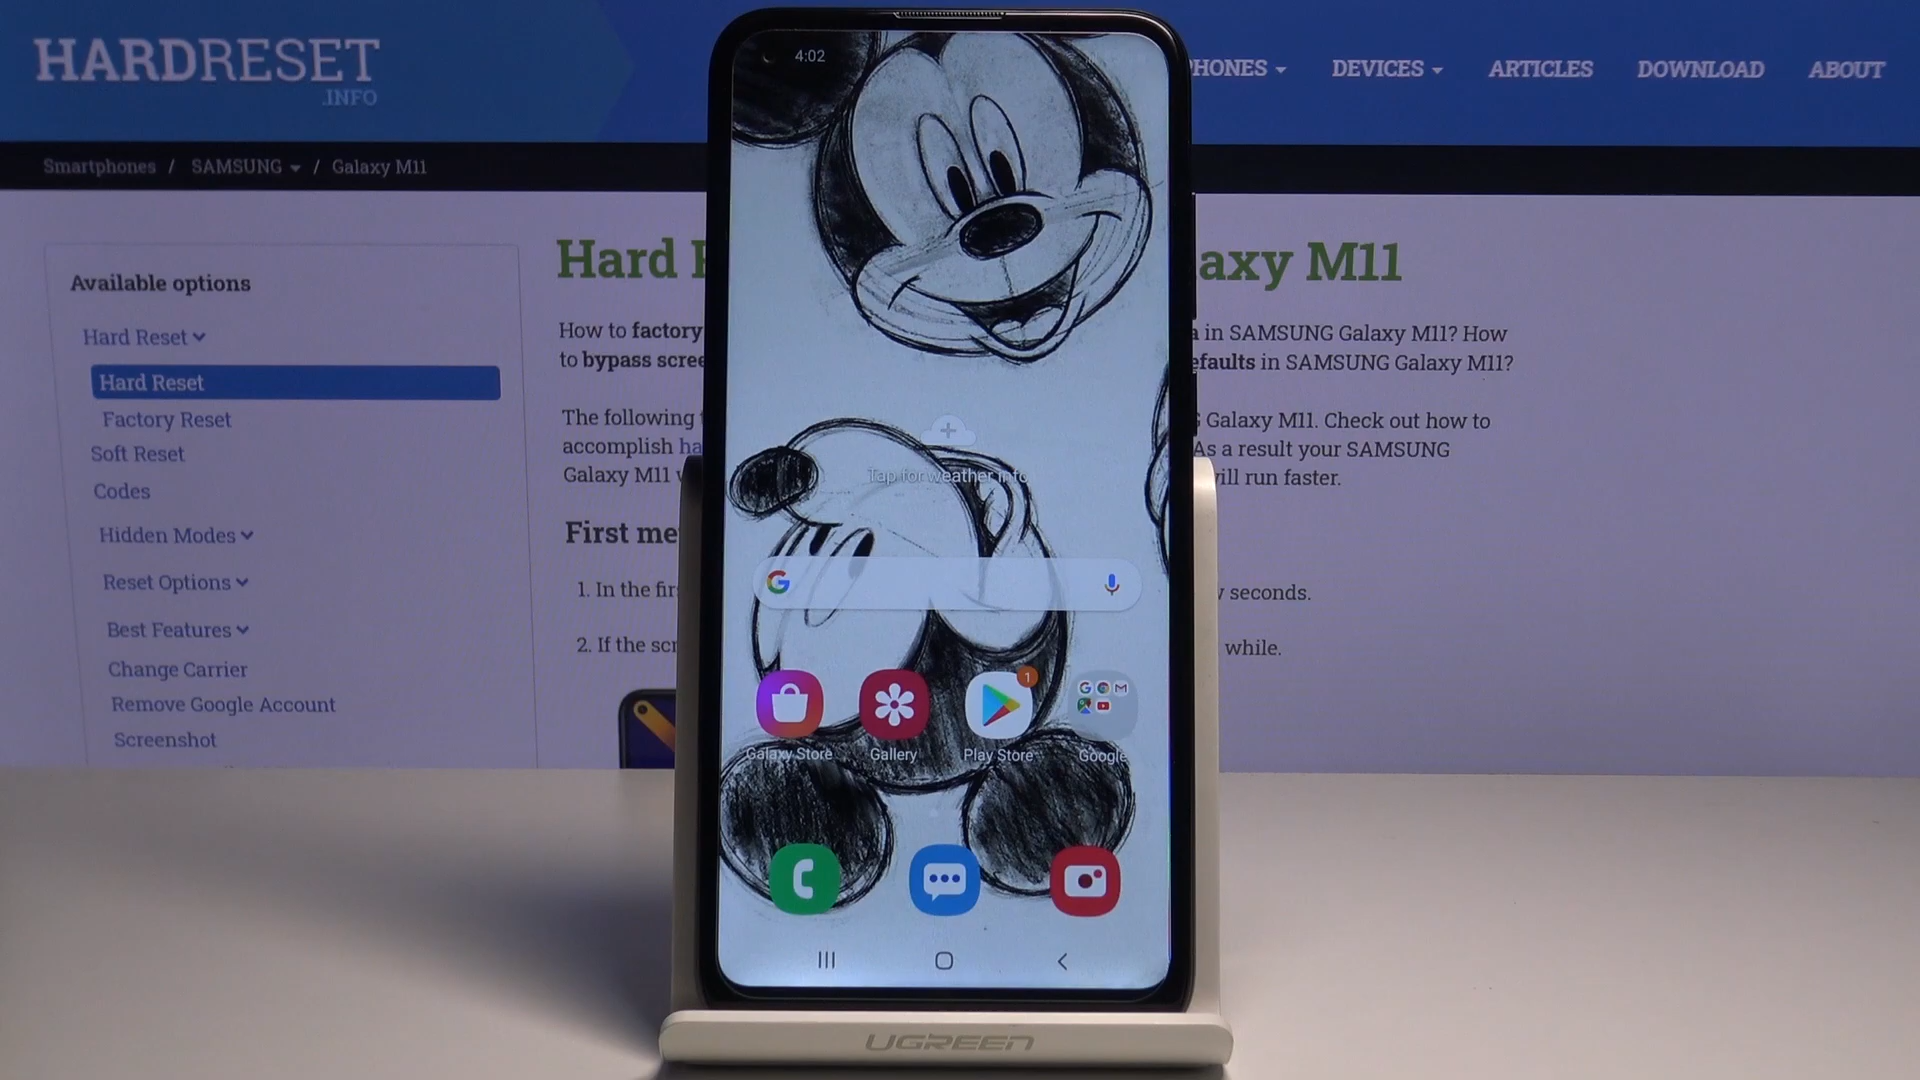 HARDRESET
.INFO
PHONES
DEVICES
ARTICLES
DOWNLOAD
ABOUT
Smartphones / SAMSUNG / Galaxy M11
Available options
Hard Reset
Hard Reset
Factory Reset
Soft Reset
Codes
Hidden Modes
Reset Options
Best Features
Change Carrier
Remove Google Account
Screenshot
Hard
axy M11
How to factory
in SAMSUNG Galaxy M11? How
to bypass scree
efaults in SAMSUNG Galaxy M11?
The following
Galaxy M11. Check out how to
accomplish ha
As a result your SAMSUNG
Galaxy M11
ill run faster.
First me
1. In the firs
seconds.
2. If the scr
while.
4:02
Tap for weather info
G
1
Galaxy Store
Gallery
Play Store
Google
UGREEN